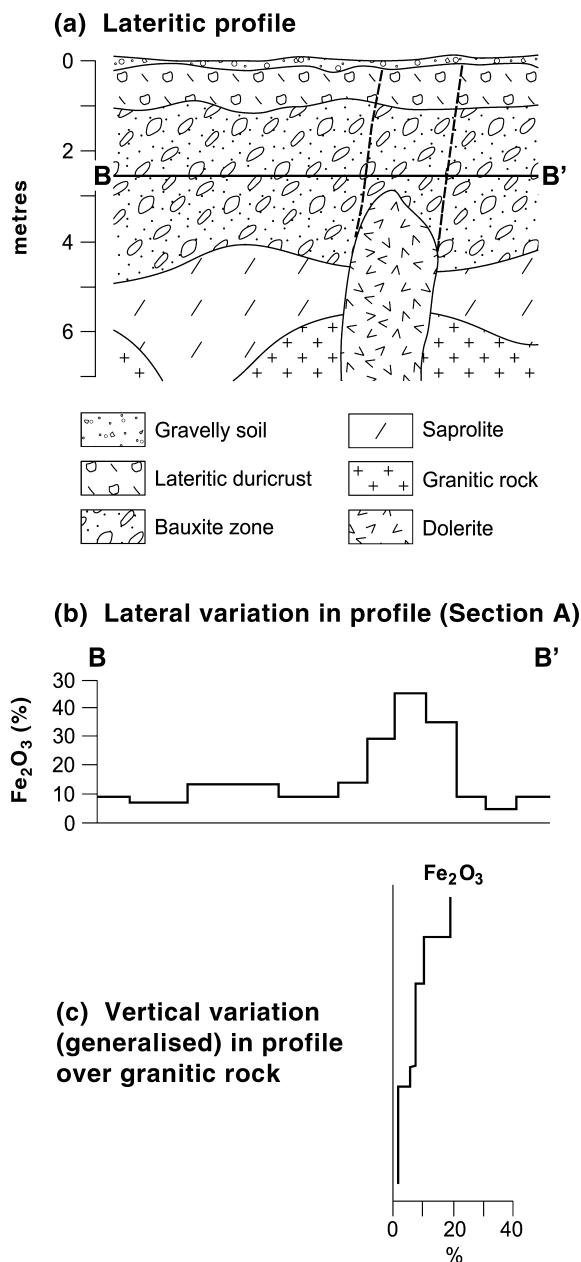 (a) Lateritic profile
0
2
B B’
metres
4
6
Gravelly soil
Saprolite
Lateritic duricrust
Granitic rock
Bauxite zone
Dolerite
(b) Lateral variation in profile (Section A)
B B’
30
40
30
20
10
0
Fe2O3 (%)
Fe2O3
(c) Vertical variation
(generalised) in profile
over granitic rock
0 20 40
%